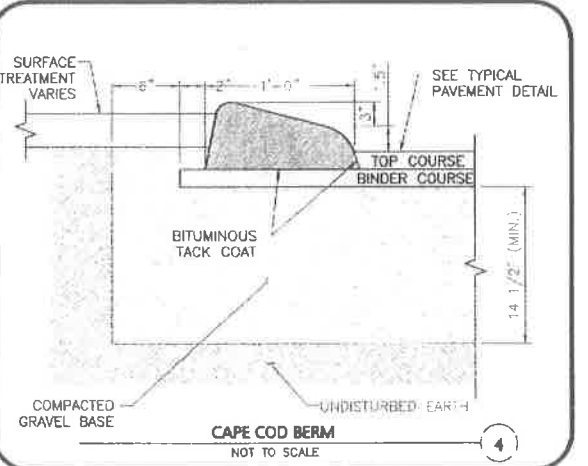 SURFACE
TREATMENT
VARIES
6"
2"
1'-0"
3"
.5"
SEE TYPICAL
PAVEMENT DETAIL
TOP COURSE
BINDER COURSE
BITUMINOUS
TACK COAT
14 1/2" (MIN.)
COMPACTED
GRAVEL BASE
UNDISTURBED EARTH
CAPE COD BERM
NOT TO SCALE
4